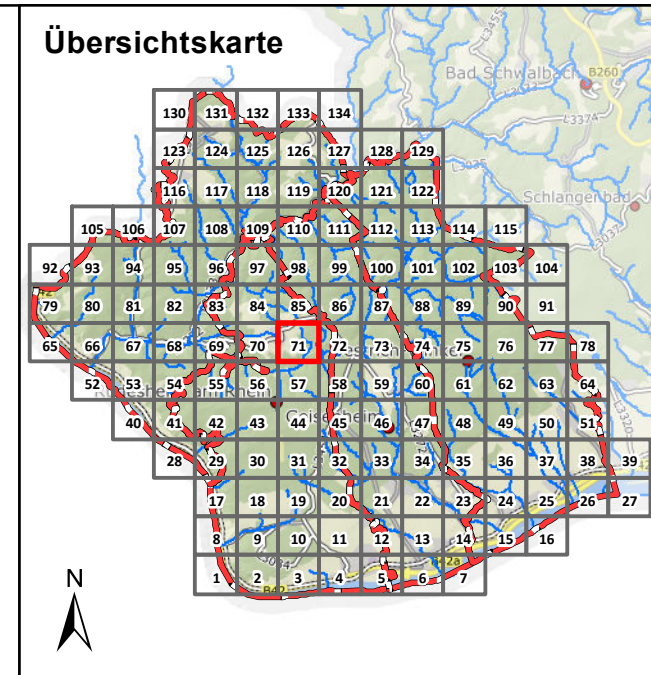 Übersichtskarte
Bad Schwalbach
B260
L3374
L3035
Schlangenbad
L3037
130 131 132 133 134
123 124 125 126 127 128 129
116 117 118 119 120 121 122
105 106 107 108 109 110 111 112 113 114 115
92 93 94 95 96 97 98 99 100 101 102 103 104
79 80 81 82 83 84 85 86 87 88 89 90 91
65 66 67 68 69 70 71 72 73 74 75 76 77 78
52 53 54 55 56 57 58 59 60 61 62 63 64
Geisenheim
40 41 42 43 44 45 46 47 48 49 50 51
L3320
28 29 30 31 32 33 34 35 36 37 38 39
17 18 19 20 21 22 23 24 25 26 27
8 9 10 11 12 13 14 15 16
L3034
1 2 3 4 5 6 7
B42
B42a
N